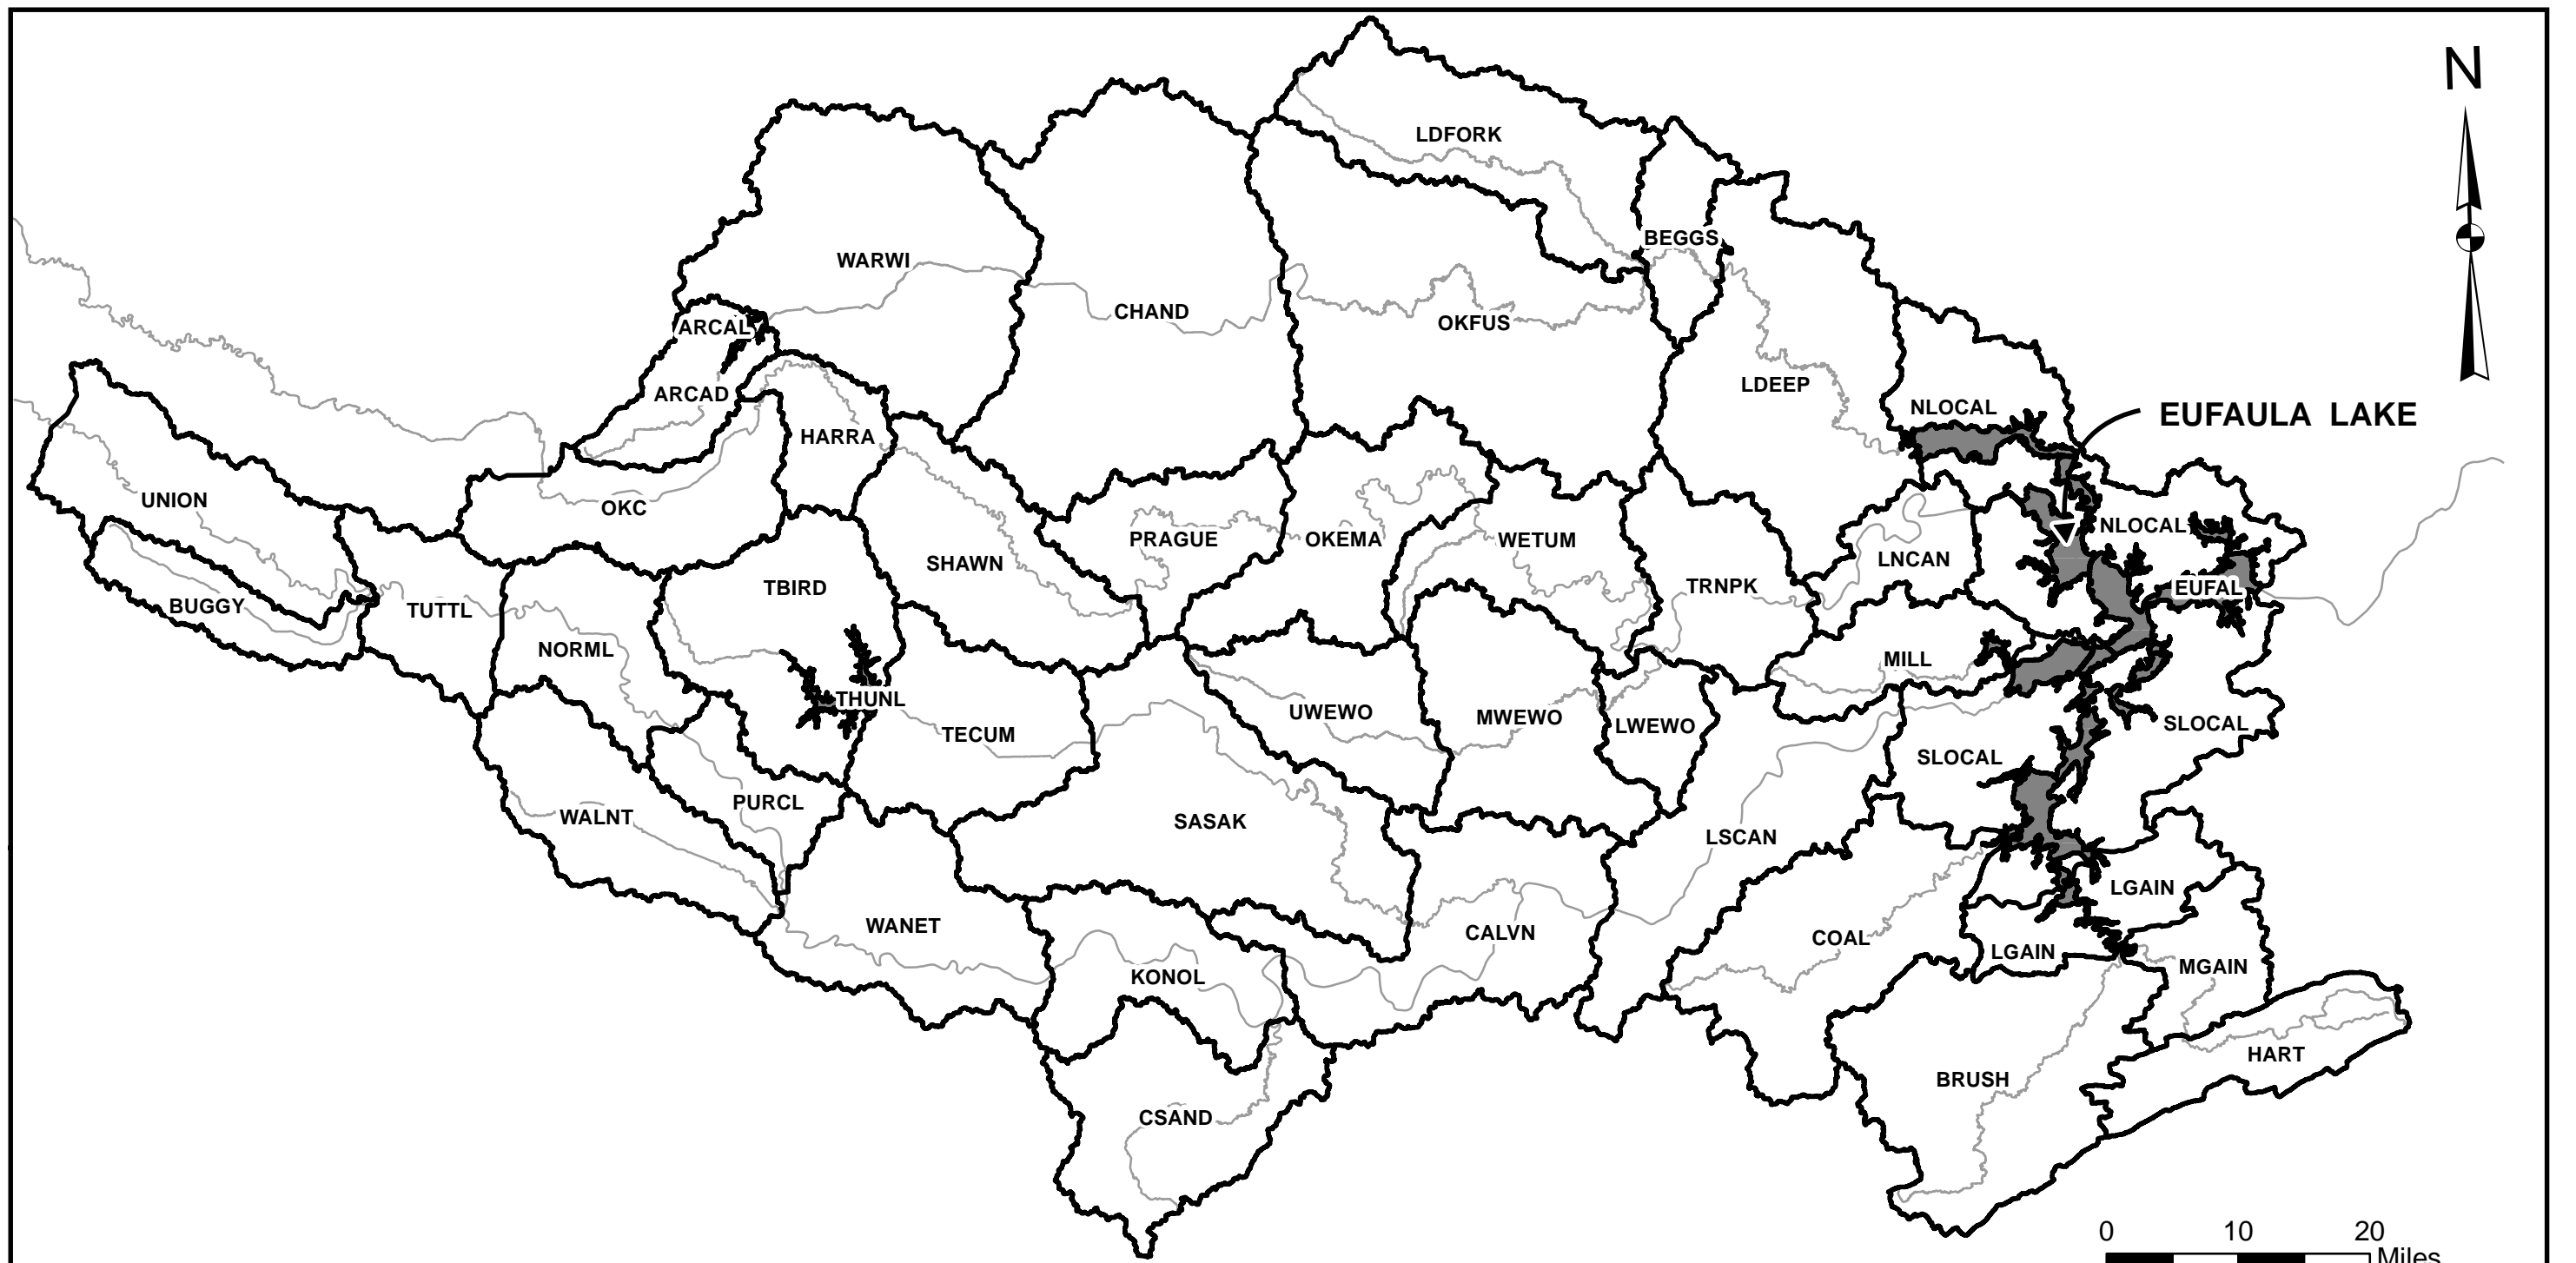 N
LDFORK
BEGGS
WARWI
CHAND
OKFUS
ARCAL
LDEEP
ARCAD
NLOCAL
EUFAULA LAKE
HARRA
UNION
OKC
NLOCAL
PRAGUE
OKEMA
WETUM
LNCAN
SHAWN
TBIRD
TRNPK
EUFAL
BUGGY
TUTTL
NORML
MILL
THUNL
UWEWO
MWEWO
LWEWO
SLOCAL
TECUM
SLOCAL
PURCL
WALNT
SASAK
LSCAN
LGAIN
WANET
CALVN
COAL
LGAIN
MGAIN
KONOL
HART
BRUSH
CSAND
0 10 20
Miles